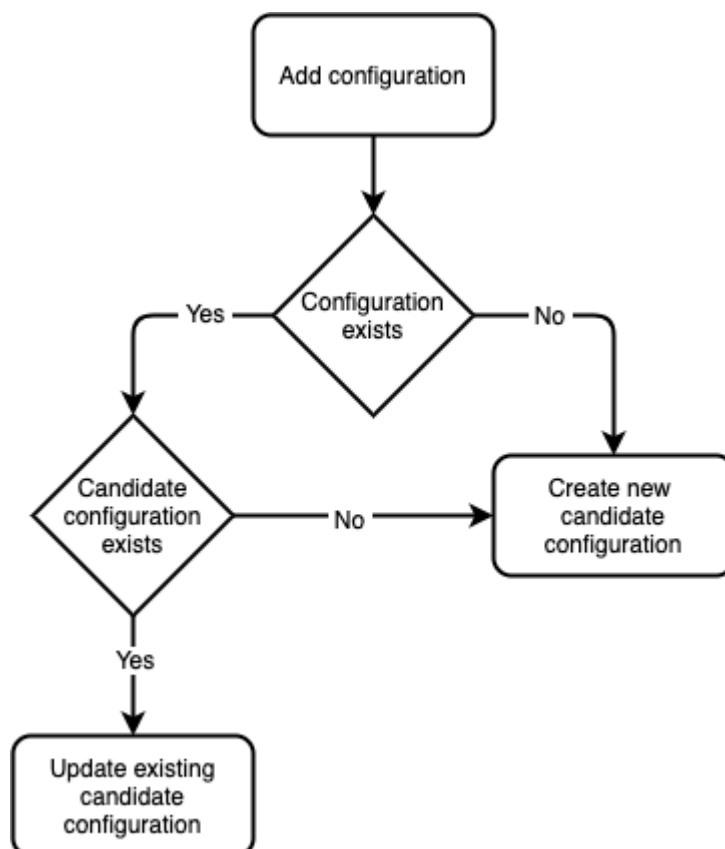 Add configuration
Configuration
exists
Yes
No
Candidate
configuration
exists
No
Create new
candidate
configuration
Yes
Update existing
candidate
configuration